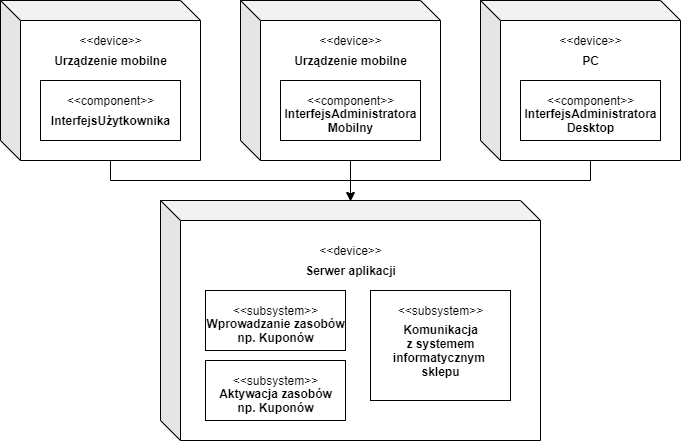 <<device>>
Urządzenie mobilne
<<component>>
InterfejsUżytkownika
<<device>>
Urządzenie mobilne
<<component>>
InterfejsAdministratora
Mobilny
<<device>>
PC
<<component>>
InterfejsAdministratora
Desktop
<<device>>
Serwer aplikacji
<<subsystem>>
Wprowadzanie zasobów
np. Kuponów
<<subsystem>>
Aktywacja zasobów
np. Kuponów
<<subsystem>>
Komunikacja
z systemem
informatycznym
sklepu